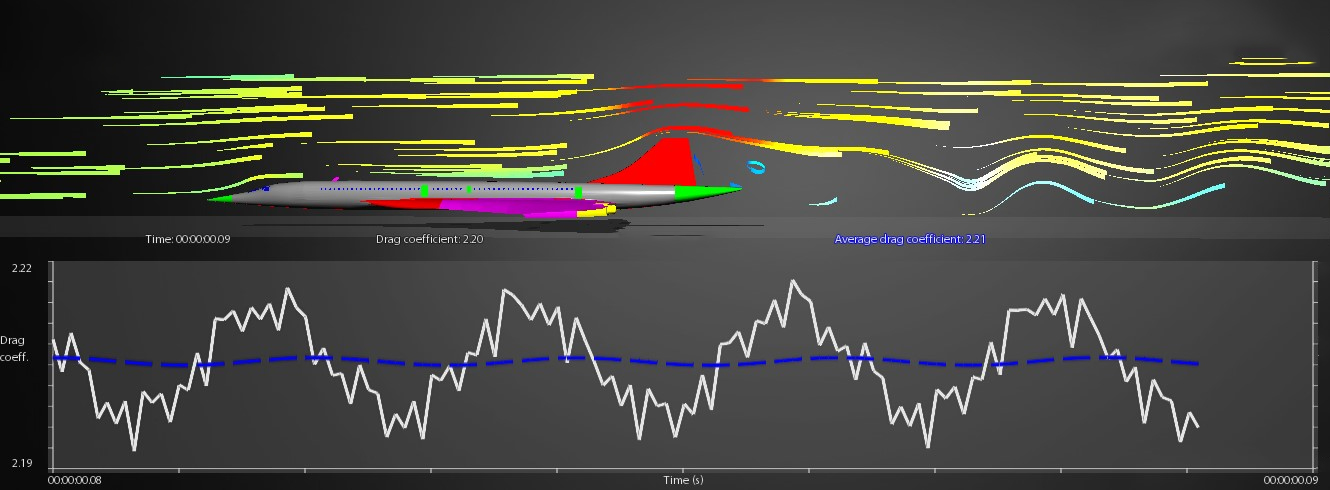 Time: 00:00:00.09
Drag coefficient: 2.20
Average drag coefficient: 2.21
2.22
Drag
coeff.
2.19
00:00:00.08
Time (s)
00:00:00.09